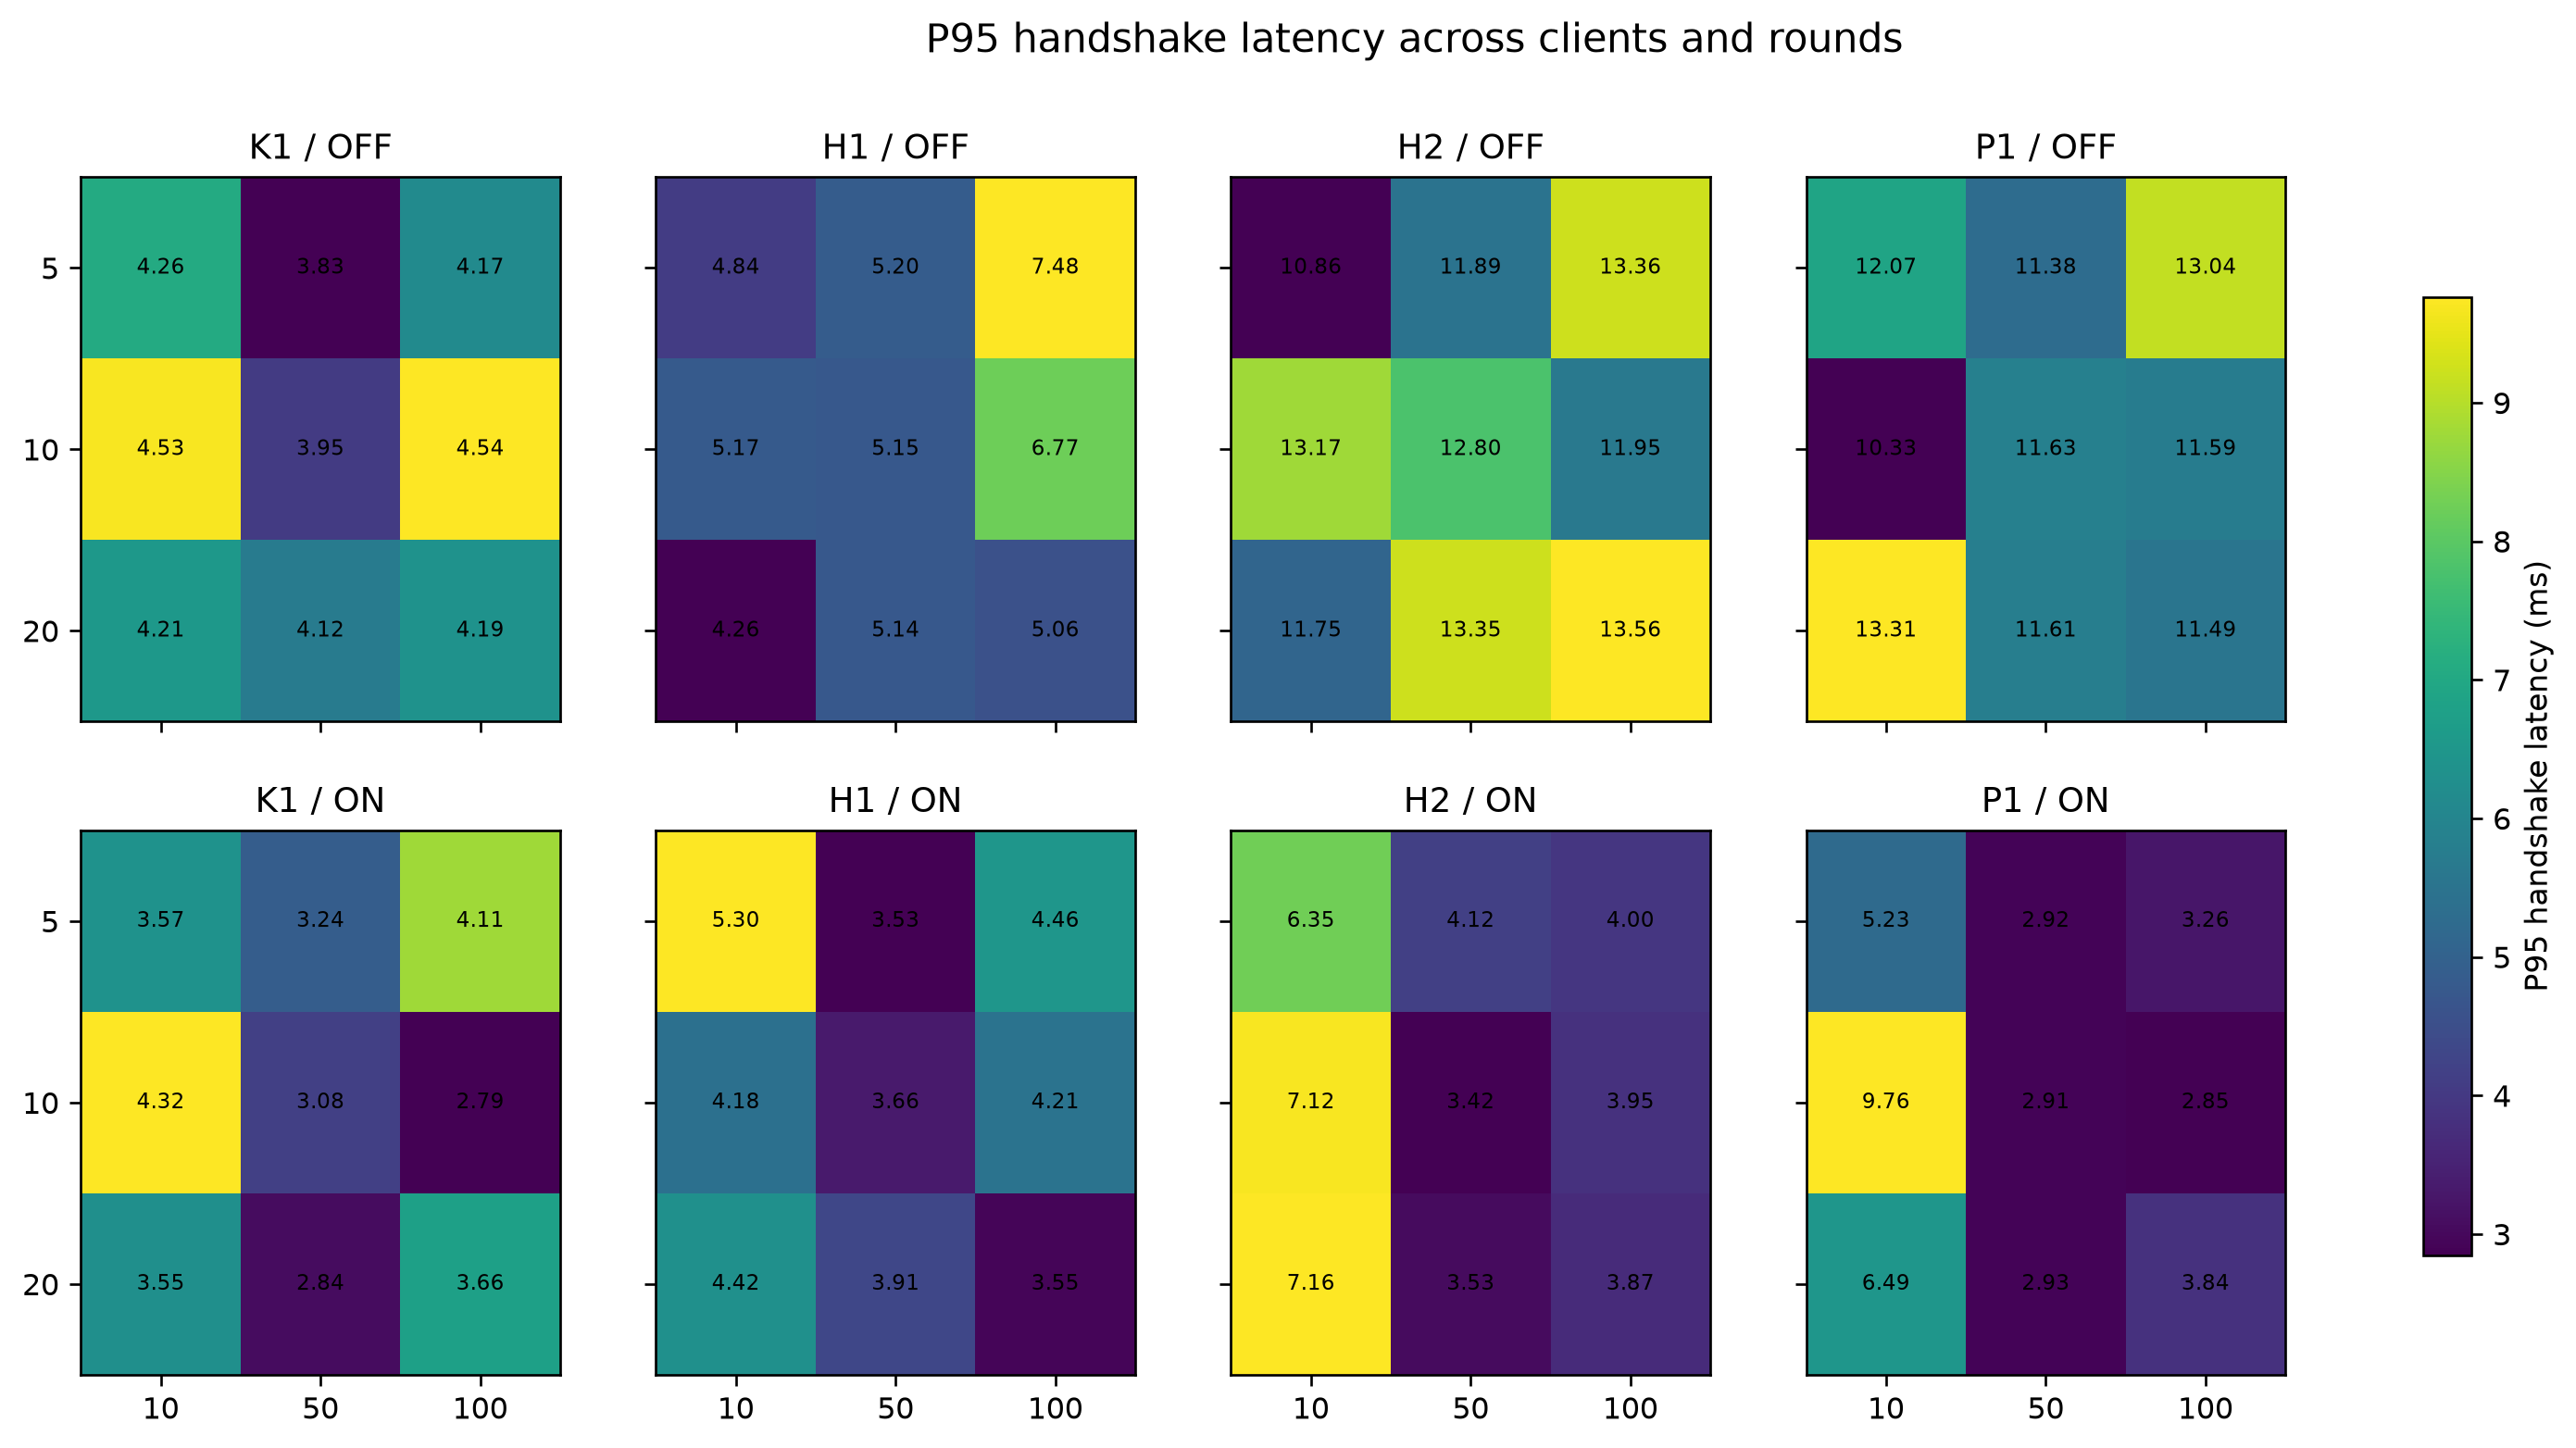 P95 handshake latency across clients and rounds
K1 / OFF
H1 / OFF
H2 / OFF
P1 / OFF
5
4.26 3.83 4.17
4.84 5.20 7.48
10.86 11.89 13.36
12.07 11.38 13.04
10
4.53 3.95 4.54
5.17 5.15 6.77
13.17 12.80 11.95
10.33 11.63 11.59
20
4.21 4.12 4.19
4.26 5.14 5.06
11.75 13.35 13.56
13.31 11.61 11.49
K1 / ON
H1 / ON
H2 / ON
P1 / ON
5
3.57 3.24 4.11
5.30 3.53 4.46
6.35 4.12 4.00
5.23 2.92 3.26
10
4.32 3.08 2.79
4.18 3.66 4.21
7.12 3.42 3.95
9.76 2.91 2.85
20
3.55 2.84 3.66
4.42 3.91 3.55
7.16 3.53 3.87
6.49 2.93 3.84
10 50 100
10 50 100
10 50 100
10 50 100
9
8
7
6
5
4
3
P95 handshake latency (ms)